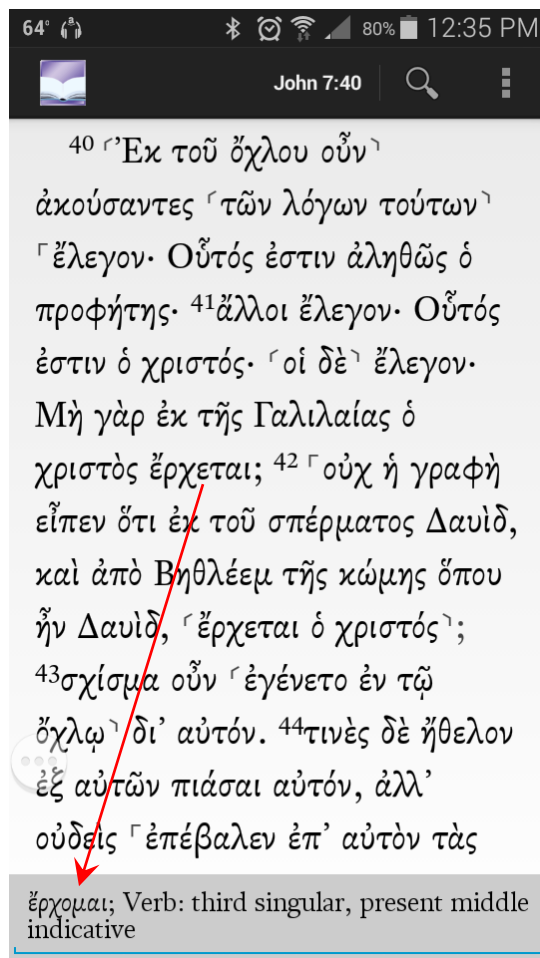 64° 80% 12:35 PM
John 7:40
40 ⸂Ἐκ τοῦ ὄχλου οὖν⸃
ἀκούσαντες ⸂τῶν λόγων τούτων⸃
⸀ἔλεγον· Οὗτός ἐστιν ἀληθῶς ὁ
προφήτης· 41ἄλλοι ἔλεγον· Οὗτός
ἐστιν ὁ χριστός· ⸂οἱ δὲ⸃ ἔλεγον·
Μὴ γὰρ ἐκ τῆς Γαλιλαίας ὁ
χριστὸς ἔρχεται; 42 ⸀οὐχ ἡ γραφὴ
εἶπεν ὅτι ἐκ τοῦ σπέρματος Δαυὶδ,
καὶ ἀπὸ Βηθλέεμ τῆς κώμης ὅπου
ἦν Δαυὶδ, ⸂ἔρχεται ὁ χριστός⸃;
43σχίσμα οὖν ⸂ἐγένετο ἐν τῷ
ὄχλῳ⸃ δι’ αὐτόν. 44τινὲς δὲ ἤθελον
ἐξ αὐτῶν πιάσαι αὐτόν, ἀλλ’
οὐδεὶς ⸀ἐπέβαλεν ἐπ’ αὐτὸν τὰς
ἔρχομαι; Verb: third singular, present middle
indicative